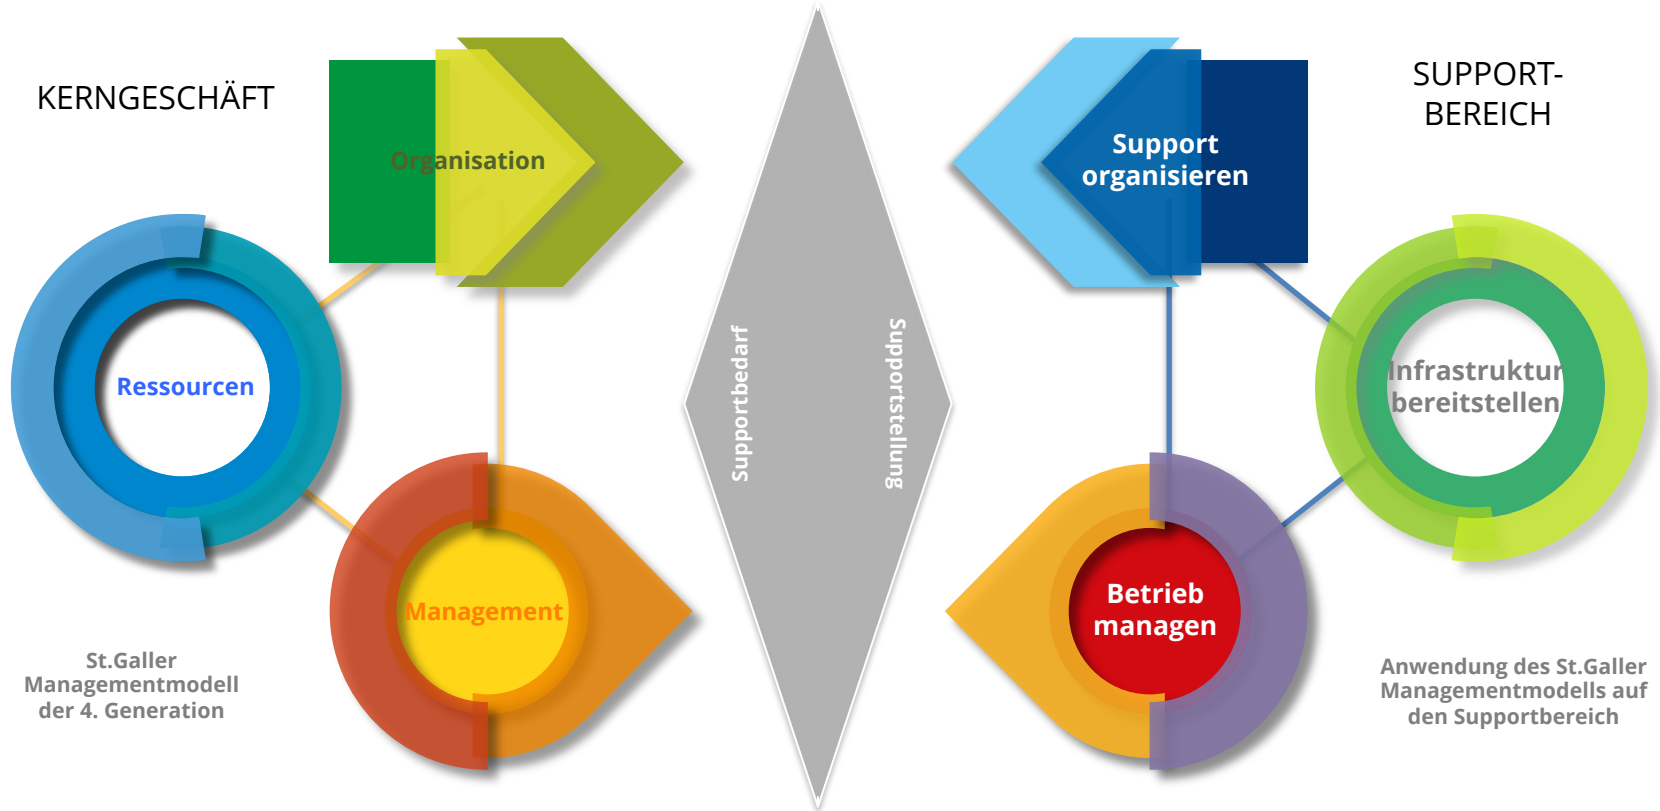 KERNGESCHÄFT
Organisation
Ressourcen
Management
St.Galler
Managementmodell
der 4. Generation
Supportbedarf
Supportstellung
SUPPORT-
BEREICH
Support
organisieren
Infrastruktur
bereitstellen
Betrieb
managen
Anwendung des St.Galler
Managementmodells auf
den Supportbereich